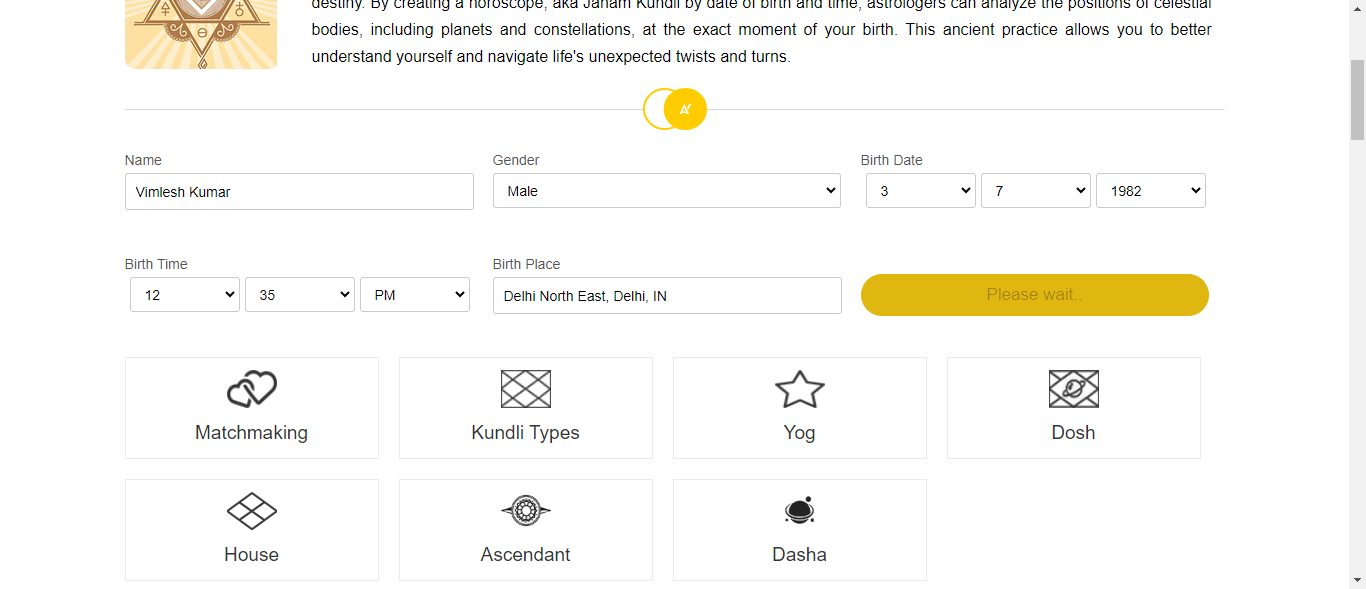 destiny. By creating a horoscope, aka Janam Kundli by date of birth and time, astrologers can analyze the positions of celestial
bodies, including planets and constellations, at the exact moment of your birth. This ancient practice allows you to better
understand yourself and navigate life's unexpected twists and turns.
Name
Gender
Birth Date
Vimlesh Kumar
Male
3
7
1982
Birth Time
Birth Place
12
35
PM
Delhi North East, Delhi, IN
Please wait..
Matchmaking
Kundli Types
Yog
Dosh
House
Ascendant
Dasha